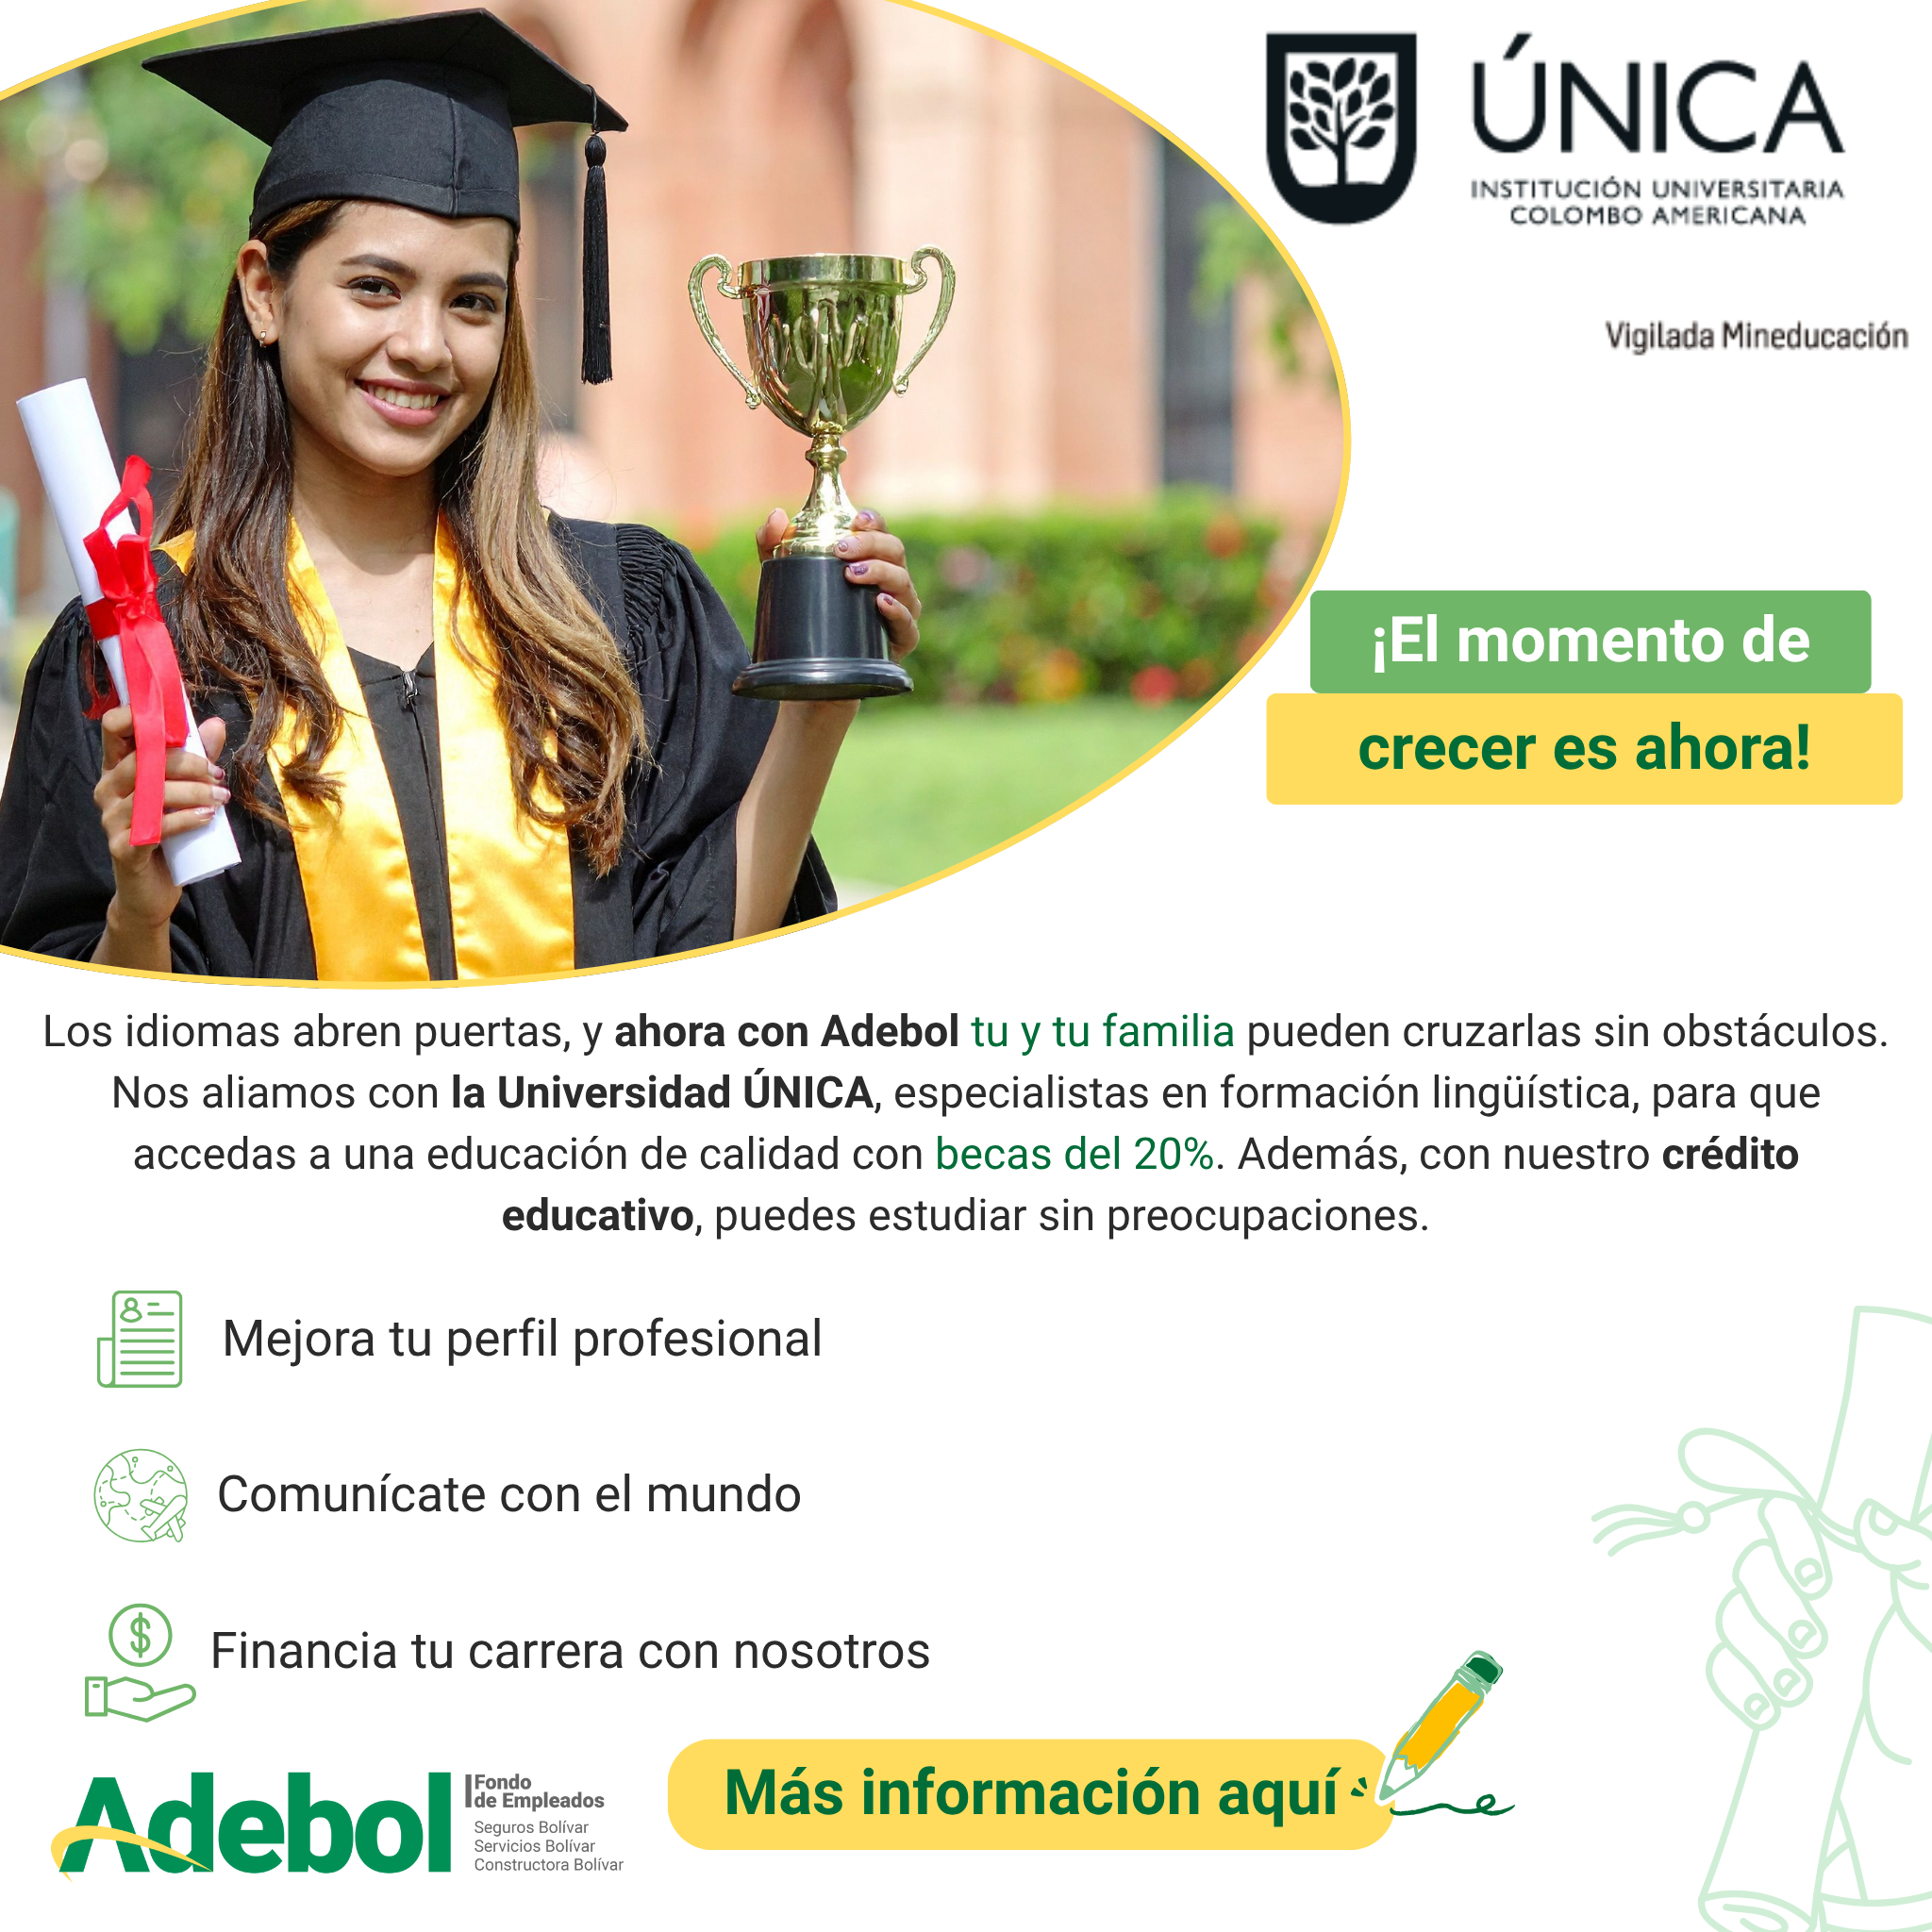 ÚNICA
INSTITUCIÓN UNIVERSITARIA
COLOMBO AMERICANA
Vigilada Mineducación
¡El momento de
crecer es ahora!
Los idiomas abren puertas, y ahora con Adebol tu y tu familia pueden cruzarlas sin obstáculos.
Nos aliamos con la Universidad ÚNICA, especialistas en formación lingüística, para que
accedas a una educación de calidad con becas del 20%. Además, con nuestro crédito
educativo, puedes estudiar sin preocupaciones.
Mejora tu perfil profesional
Comunícate con el mundo
$
Financia tu carrera con nosotros
Adebol
Fondo
de Empleados
Seguros Bolívar
Servicios Bolívar
Constructora Bolívar
Más información aquí